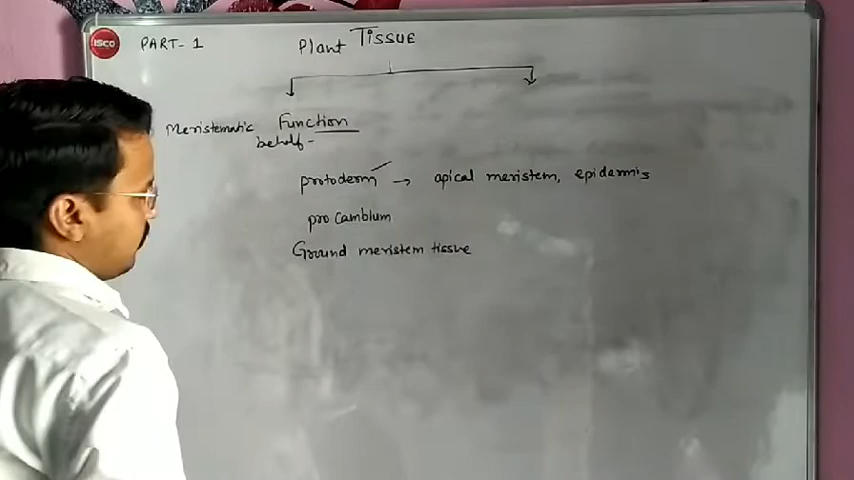 ISCO PART-1 Plant Tissue
Meristematic Function
behalf-
protoderm → apical meristem, epidermis
pro cambium
Ground meristem tissue